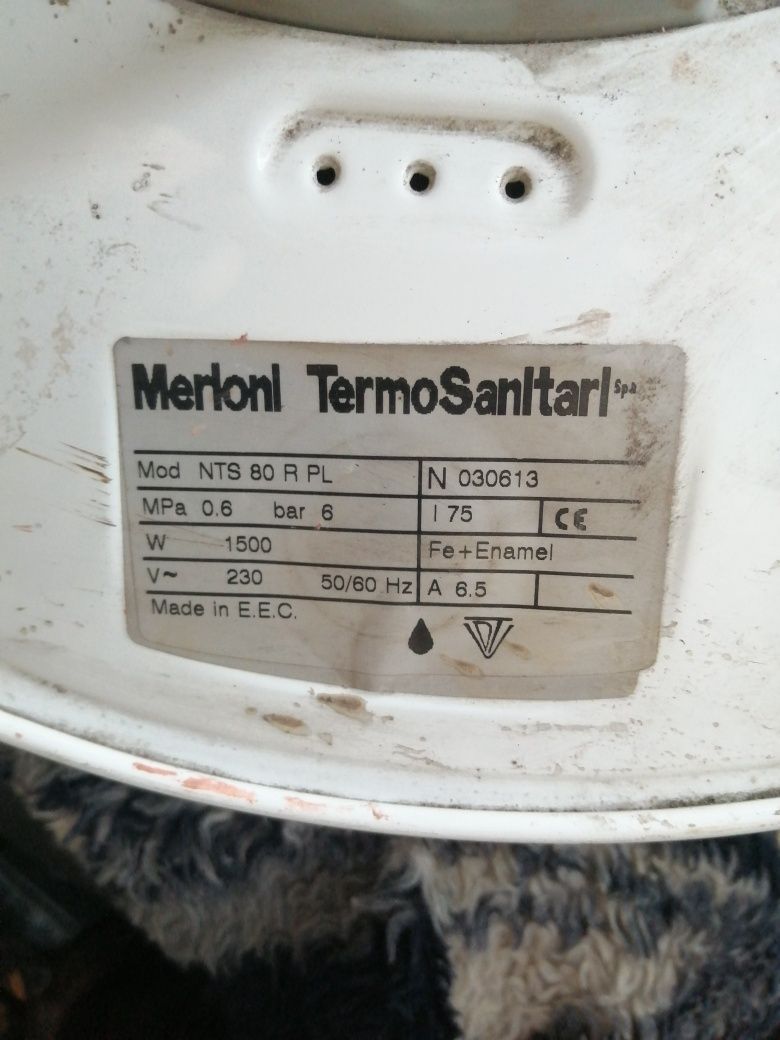 Merloni TermoSanitari Spa
Mod NTS 80 R PL N 030613
MPa 0.6 bar 6 l 75 CE
W 1500 Fe+Enamel
V~ 230 50/60 Hz A 6.5
Made in E.E.C.